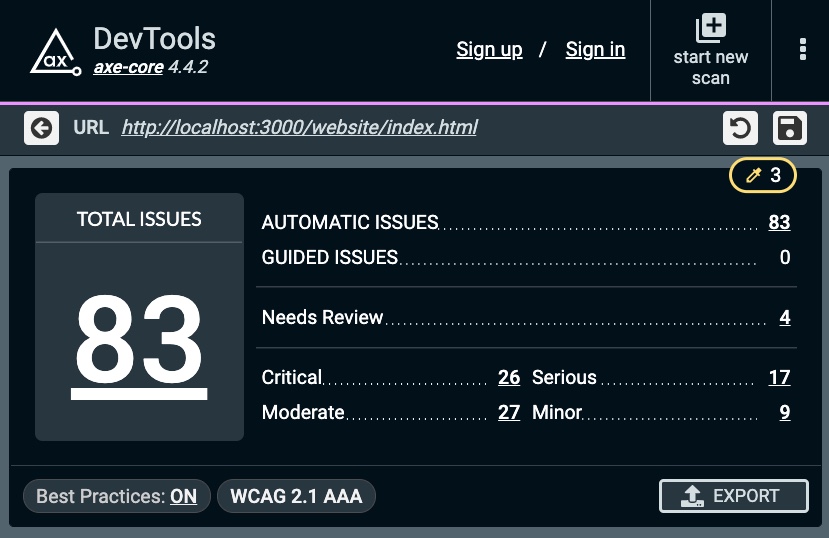 ax
DevTools
axe-core 4.4.2
Sign up / Sign in
start new
scan
URL http://localhost:3000/website/index.html
3
TOTAL ISSUES
83
AUTOMATIC ISSUES 83
GUIDED ISSUES 0
Needs Review 4
Critical 26 Serious 17
Moderate 27 Minor 9
Best Practices: ON
WCAG 2.1 AAA
EXPORT